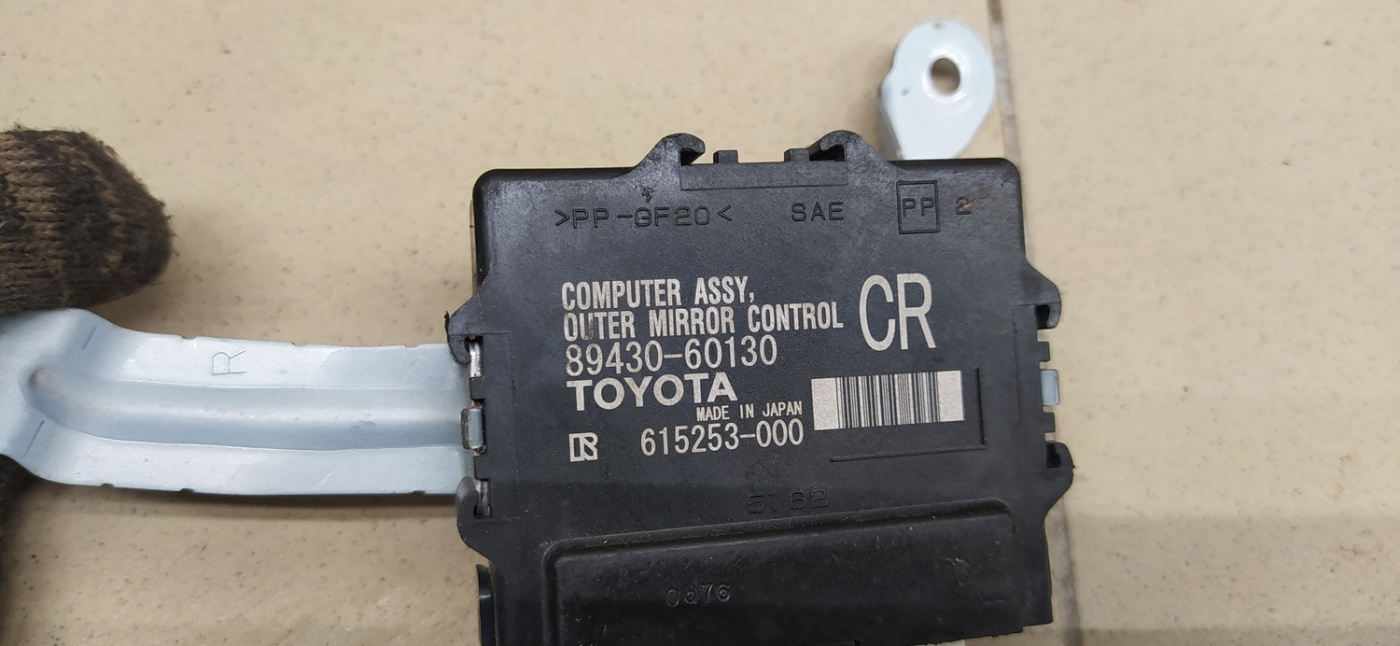 >PP-GF20< SAE PP 2
COMPUTER ASSY,
OUTER MIRROR CONTROL CR
89430-60130
TOYOTA
MADE IN JAPAN
615253-000
R